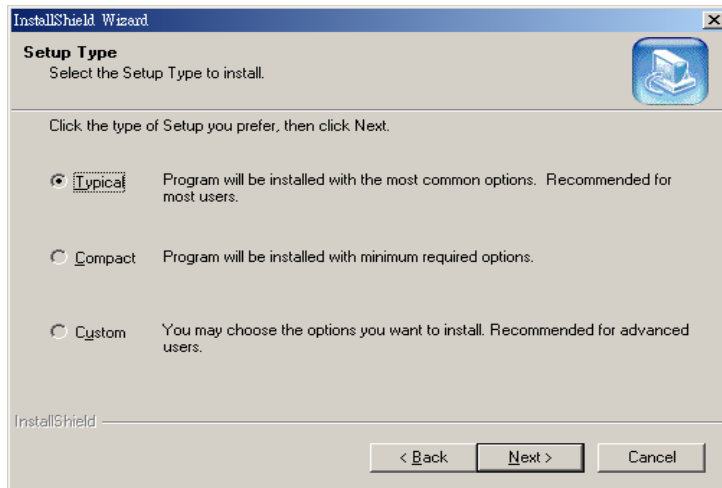 InstallShield Wizard
Setup Type
Select the Setup Type to install.
Click the type of Setup you prefer, then click Next.
Typical
Program will be installed with the most common options.  Recommended for
most users.
Compact
Program will be installed with minimum required options.
Custom
You may choose the options you want to install. Recommended for advanced
users.
InstallShield
< Back
Next >
Cancel